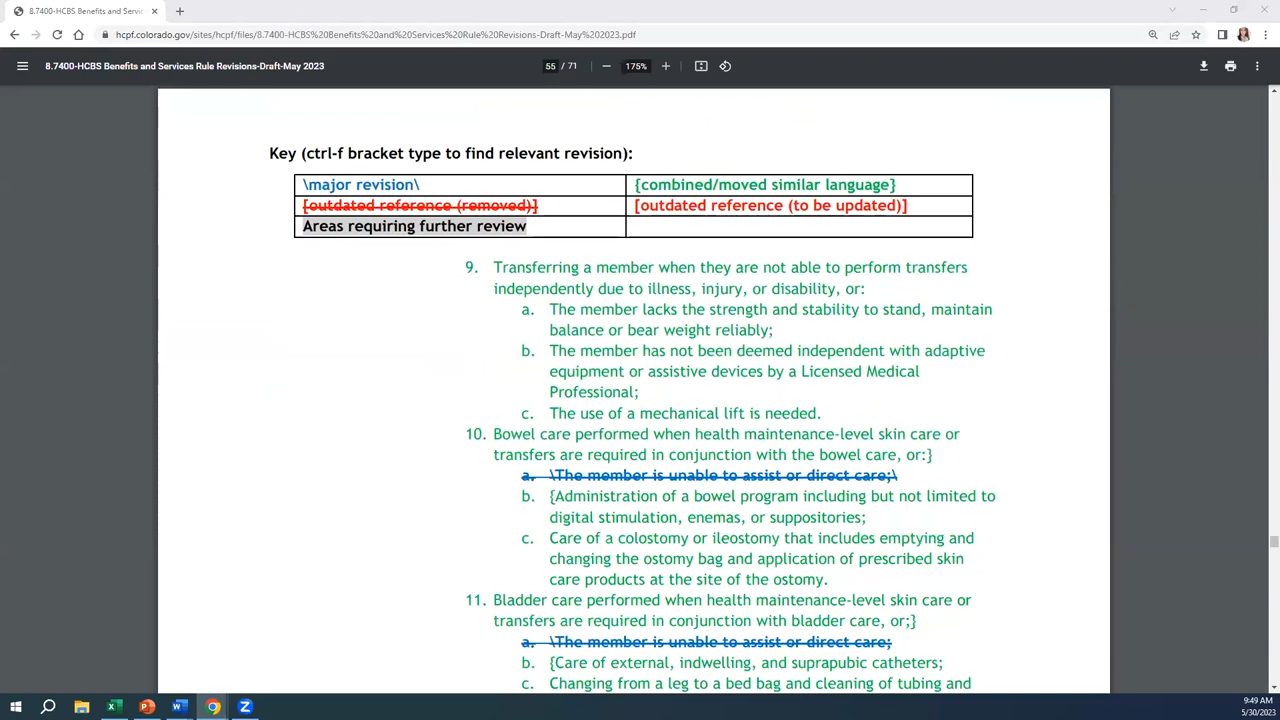 8.7400-HCBS Benefits and Servic
hcpf.colorado.gov/sites/hcpf/files/8.7400-HCBS%20Benefits%20and%20Services%20Rule%20Revisions-Draft-May%202023.pdf
8.7400-HCBS Benefits and Services Rule Revisions-Draft-May 2023
55 / 71
175%
Key (ctrl-f bracket type to find relevant revision):
\major revision\
{combined/moved similar language}
[outdated reference (removed)]
[outdated reference (to be updated)]
Areas requiring further review
9. Transferring a member when they are not able to perform transfers
independently due to illness, injury, or disability, or:
a. The member lacks the strength and stability to stand, maintain
balance or bear weight reliably;
b. The member has not been deemed independent with adaptive
equipment or assistive devices by a Licensed Medical
Professional;
c. The use of a mechanical lift is needed.
10. Bowel care performed when health maintenance-level skin care or
transfers are required in conjunction with the bowel care, or:}
a. \The member is unable to assist or direct care;\
b. {Administration of a bowel program including but not limited to
digital stimulation, enemas, or suppositories;
c. Care of a colostomy or ileostomy that includes emptying and
changing the ostomy bag and application of prescribed skin
care products at the site of the ostomy.
11. Bladder care performed when health maintenance-level skin care or
transfers are required in conjunction with bladder care, or;}
a. \The member is unable to assist or direct care;
b. {Care of external, indwelling, and suprapubic catheters;
c. Changing from a leg to a bed bag and cleaning of tubing and
9:49 AM
5/30/2023